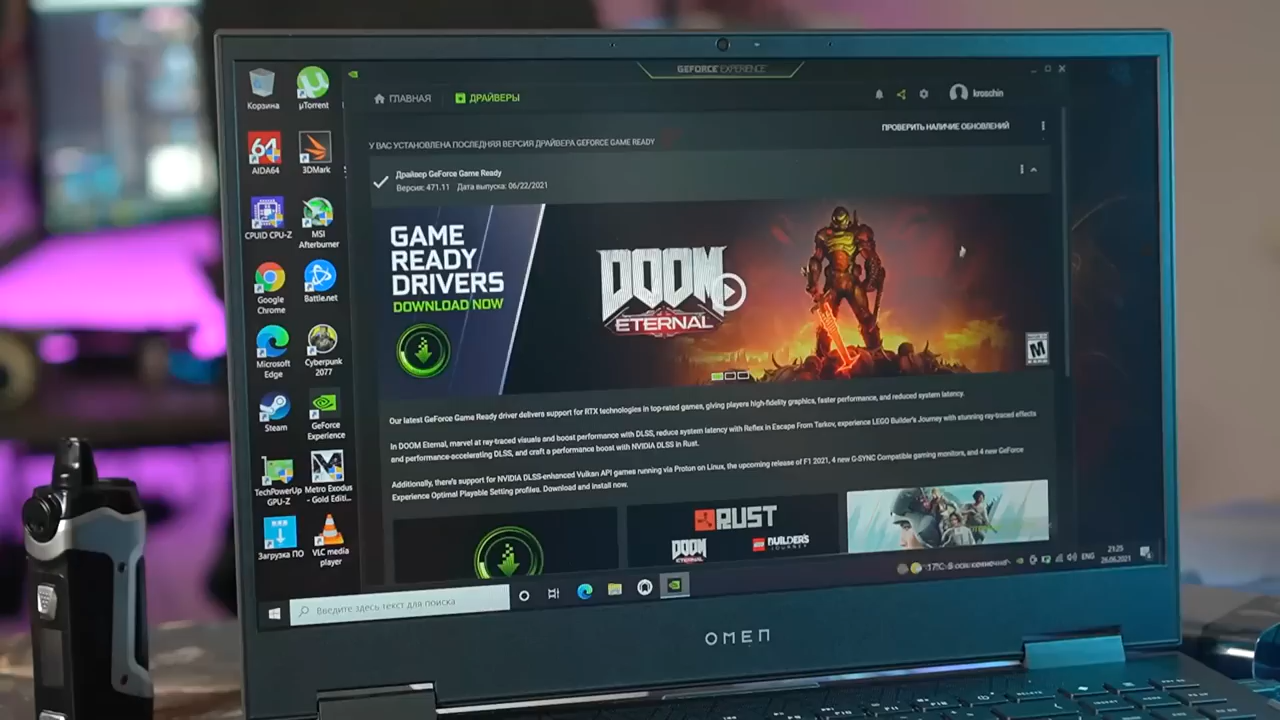 GEFORCE EXPERIENCE
ГЛАВНАЯ
ДРАЙВЕРЫ
kroschin
ПРОВЕРИТЬ НАЛИЧИЕ ОБНОВЛЕНИЙ
У ВАС УСТАНОВЛЕНА ПОСЛЕДНЯЯ ВЕРСИЯ ДРАЙВЕРА GEFORCE GAME READY
Драйвер GeForce Game Ready
Версия: 471.11 Дата выпуска: 06/22/2021
GAME
READY
DRIVERS
DOWNLOAD NOW
DOOM
ETERNAL
M
Our latest GeForce Game Ready driver delivers support for RTX technologies in top-rated games, giving players high-fidelity graphics, faster performance, and reduced system latency.
In DOOM Eternal, marvel at ray-traced visuals and boost performance with DLSS, reduce system latency with Reflex in Escape From Tarkov, experience LEGO Builder's Journey with stunning ray-traced effects
and performance-accelerating DLSS, and craft a performance boost with NVIDIA DLSS in Rust.
Additionally, there's support for NVIDIA DLSS-enhanced Vulkan API games running via Proton on Linux, the upcoming release of F1 2021, 4 new G-SYNC Compatible gaming monitors, and 4 new GeForce
Experience Optimal Playable Setting profiles. Download and install now.
RUST
DOOM
ETERNAL
LEGO BUILDER'S
JOURNEY
Корзина
µTorrent
64
AIDA64
3DMark
CPUID CPU-Z
MSI
Afterburner
Google
Chrome
Battle.net
Microsoft
Edge
Cyberpunk
2077
Steam
GeForce
Experience
TechPowerUp
GPU-Z
Metro Exodus
- Gold Editi...
Загрузка ПО
VLC media
player
Введите здесь текст для поиска
17°C
ENG
21:25
26.06.2021
OMEN